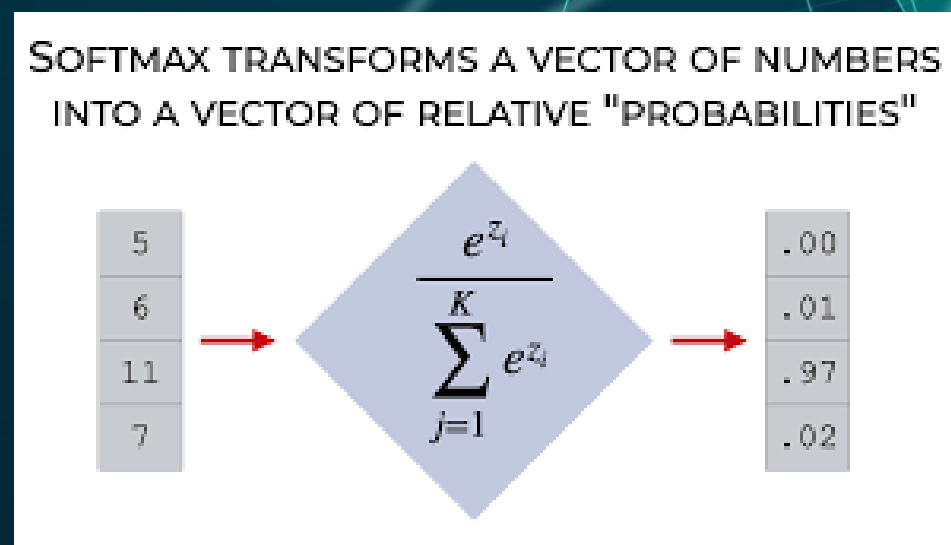 SOFTMAX TRANSFORMS A VECTOR OF NUMBERS
INTO A VECTOR OF RELATIVE "PROBABILITIES"
5
6
11
7
e^{z_i}
K
∑ e^{z_i}
j=1
.00
.01
.97
.02